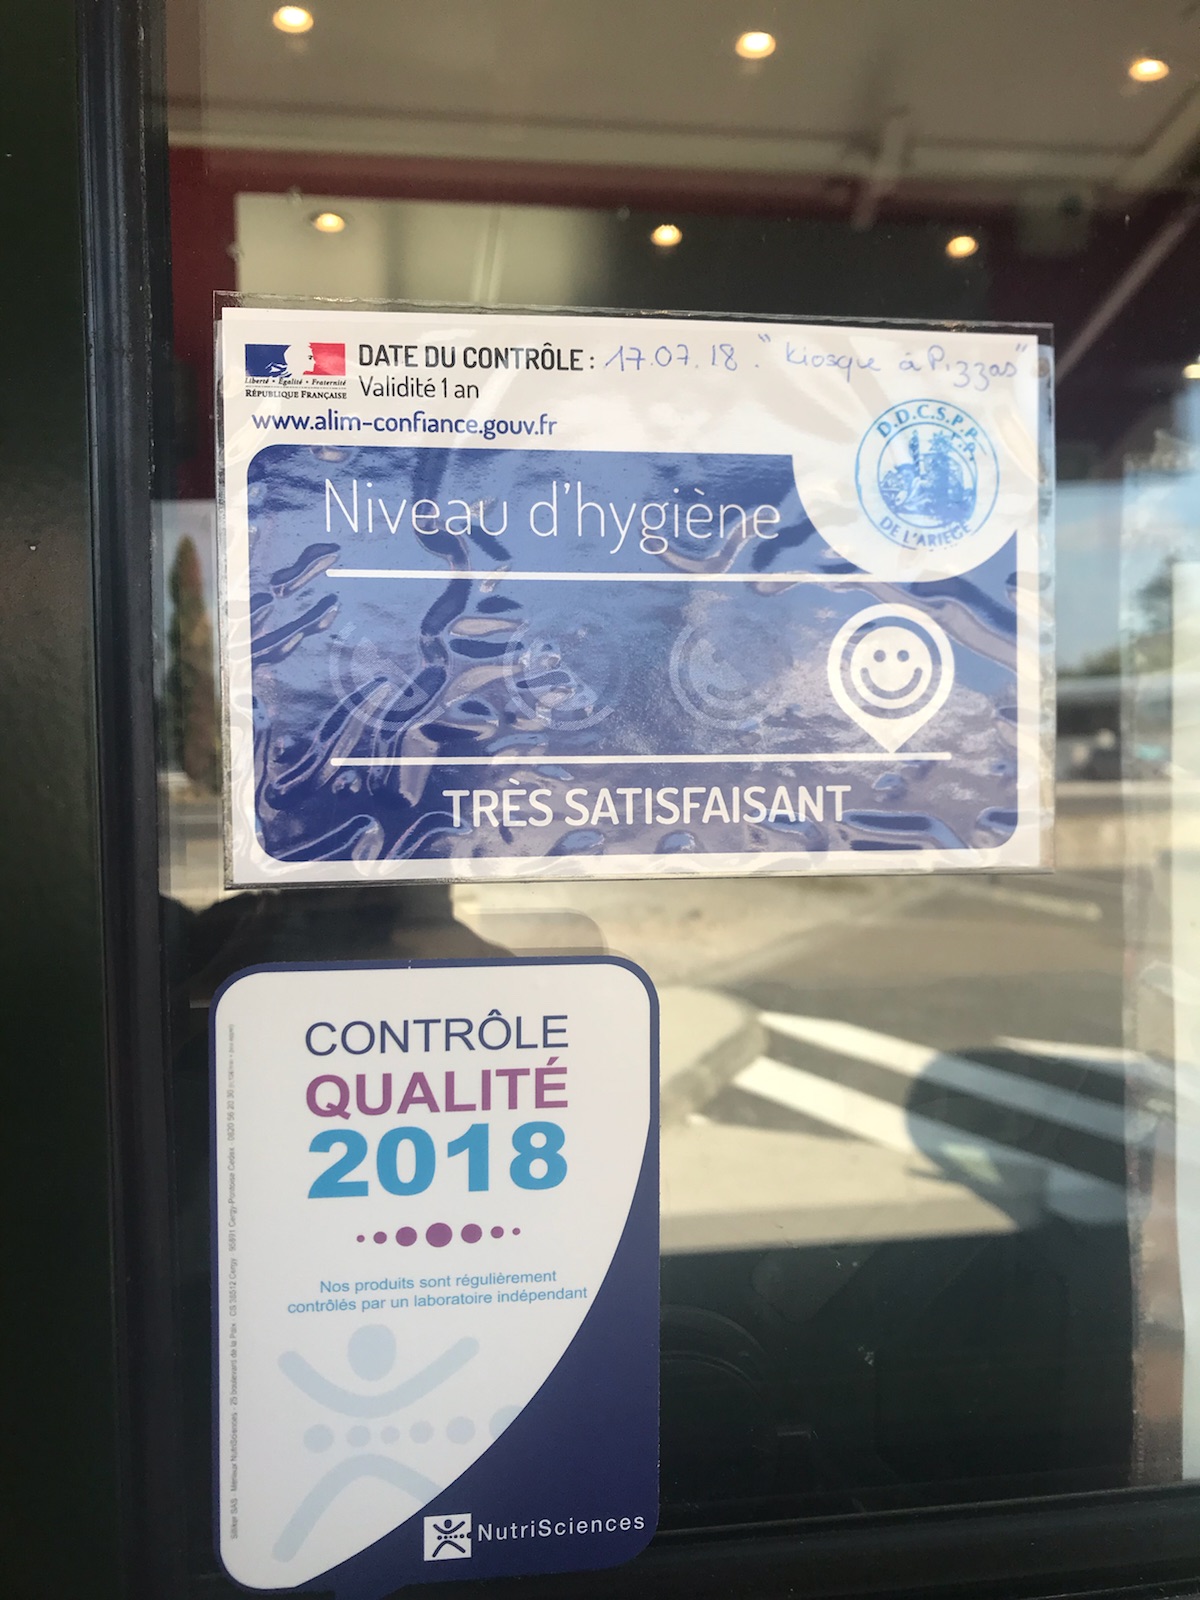 DATE DU CONTRÔLE : 17.07.18. "Kiosque à Pizzas"
Validité 1 an
Liberté • Égalité • Fraternité
RÉPUBLIQUE FRANÇAISE
www.alim-confiance.gouv.fr
D.D.C.S.P.P.
DE L'ARIEGE
Niveau d'hygiène
TRÈS SATISFAISANT
CONTRÔLE
QUALITÉ
2018
Nos produits sont régulièrement
contrôlés par un laboratoire indépendant
NutriSciences